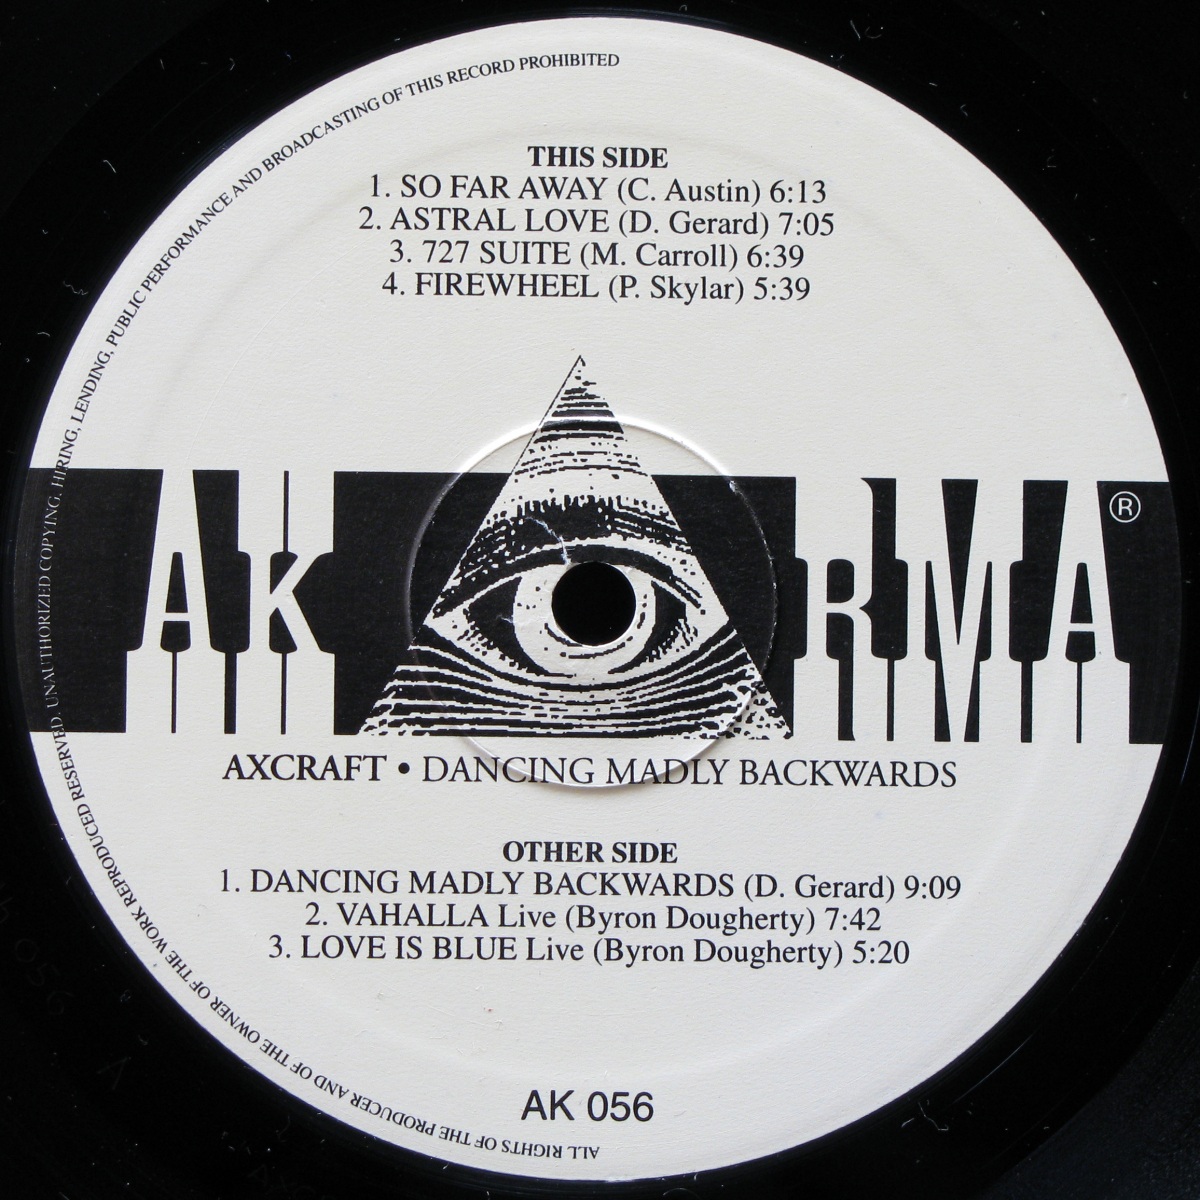 ALL RIGHTS OF THE PRODUCER AND OF THE OWNER OF THE WORK REPRODUCED RESERVED. UNAUTHORIZED COPYING, HIRING, LENDING, PUBLIC PERFORMANCE AND BROADCASTING OF THIS RECORD PROHIBITED
THIS SIDE
1. SO FAR AWAY (C. Austin) 6:13
2. ASTRAL LOVE (D. Gerard) 7:05
3. 727 SUITE (M. Carroll) 6:39
4. FIREWHEEL (P. Skylar) 5:39
AKARMA ®
AXCRAFT • DANCING MADLY BACKWARDS
OTHER SIDE
1. DANCING MADLY BACKWARDS (D. Gerard) 9:09
2. VAHALLA Live (Byron Dougherty) 7:42
3. LOVE IS BLUE Live (Byron Dougherty) 5:20
AK 056